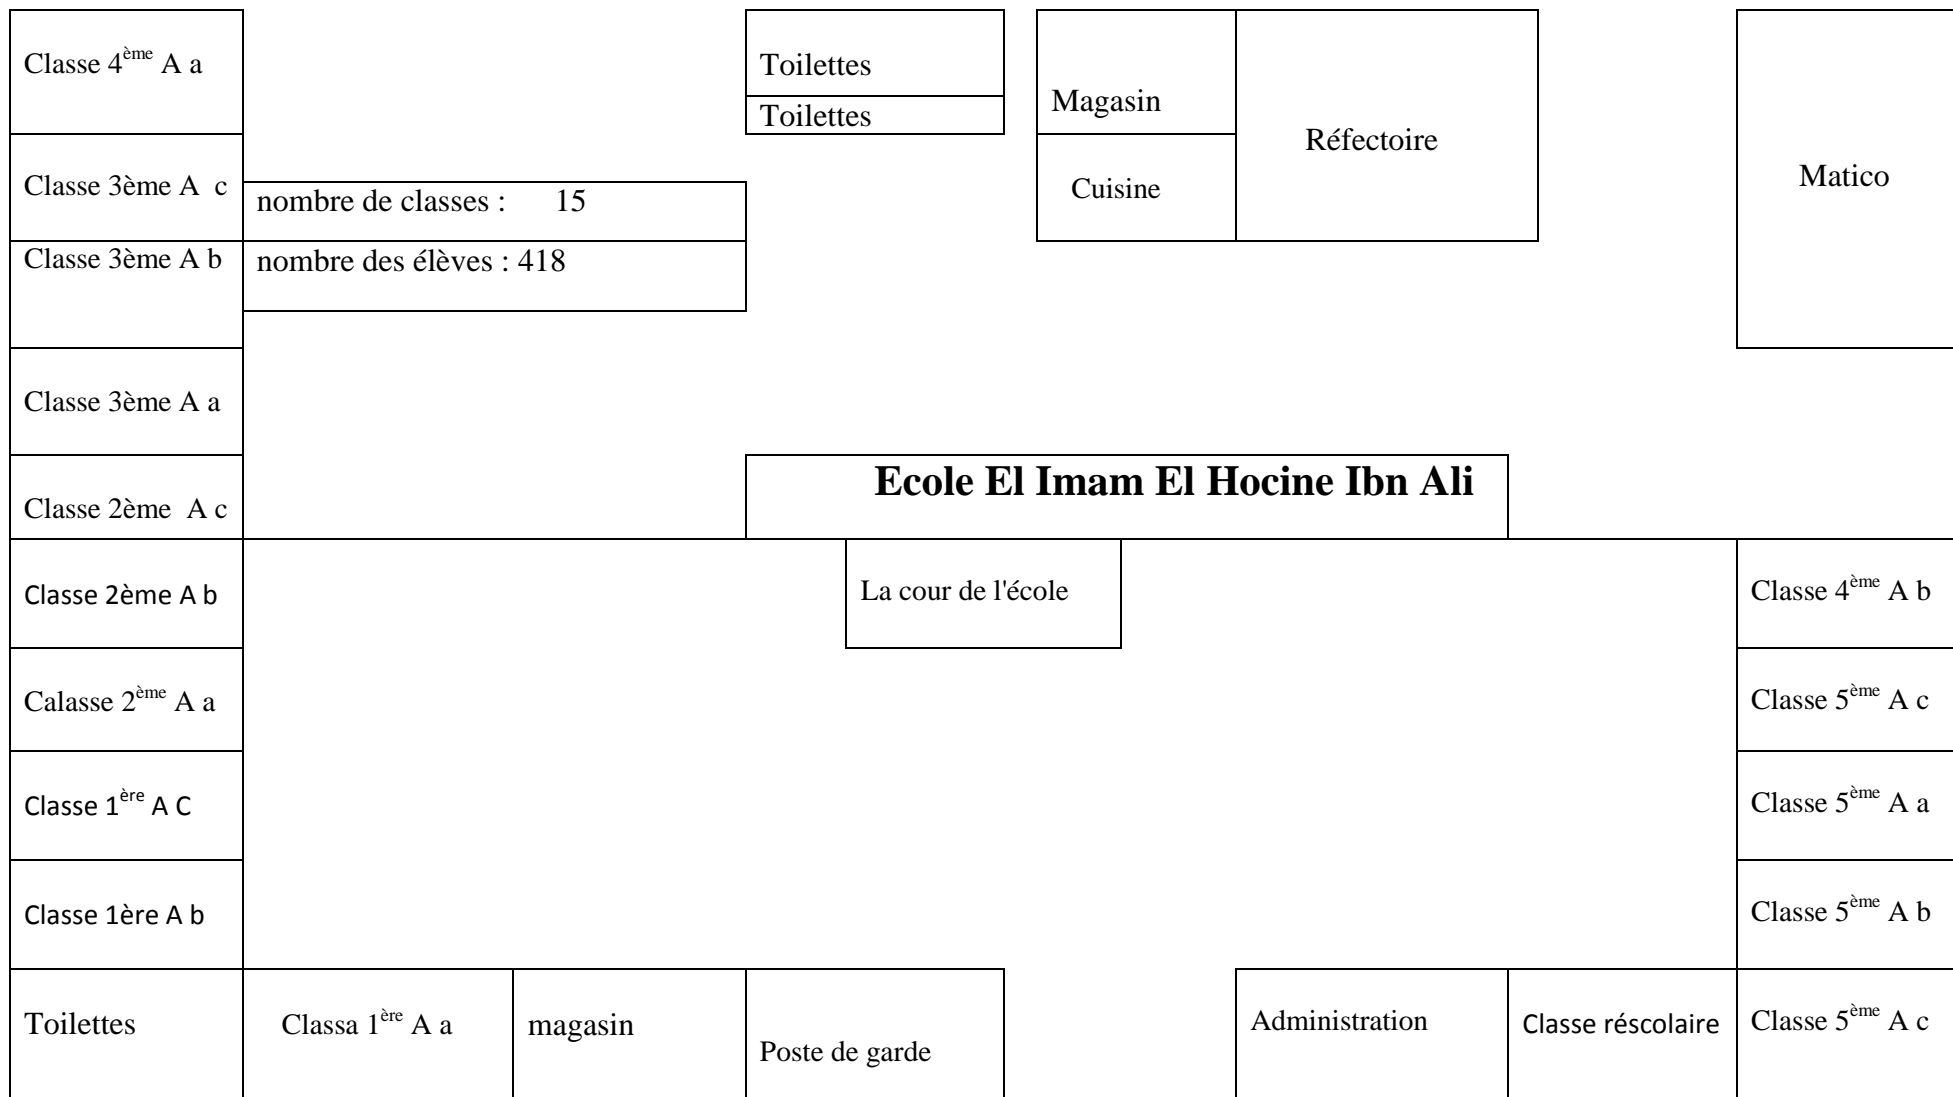 Classe 4ème A a
Toilettes
Toilettes
Magasin
Réfectoire
Matico
Classe 3ème A c
nombre de classes : 15
Cuisine
Classe 3ème A b
nombre des élèves : 418
Classe 3ème A a
Ecole El Imam El Hocine Ibn Ali
Classe 2ème A c
Classe 2ème A b
La cour de l'école
Classe 4ème A b
Calasse 2ème A a
Classe 5ème A c
Classe 1ère A C
Classe 5ème A a
Classe 1ère A b
Classe 5ème A b
Toilettes
Classa 1ère A a
magasin
Poste de garde
Administration
Classe réscolaire
Classe 5ème A c